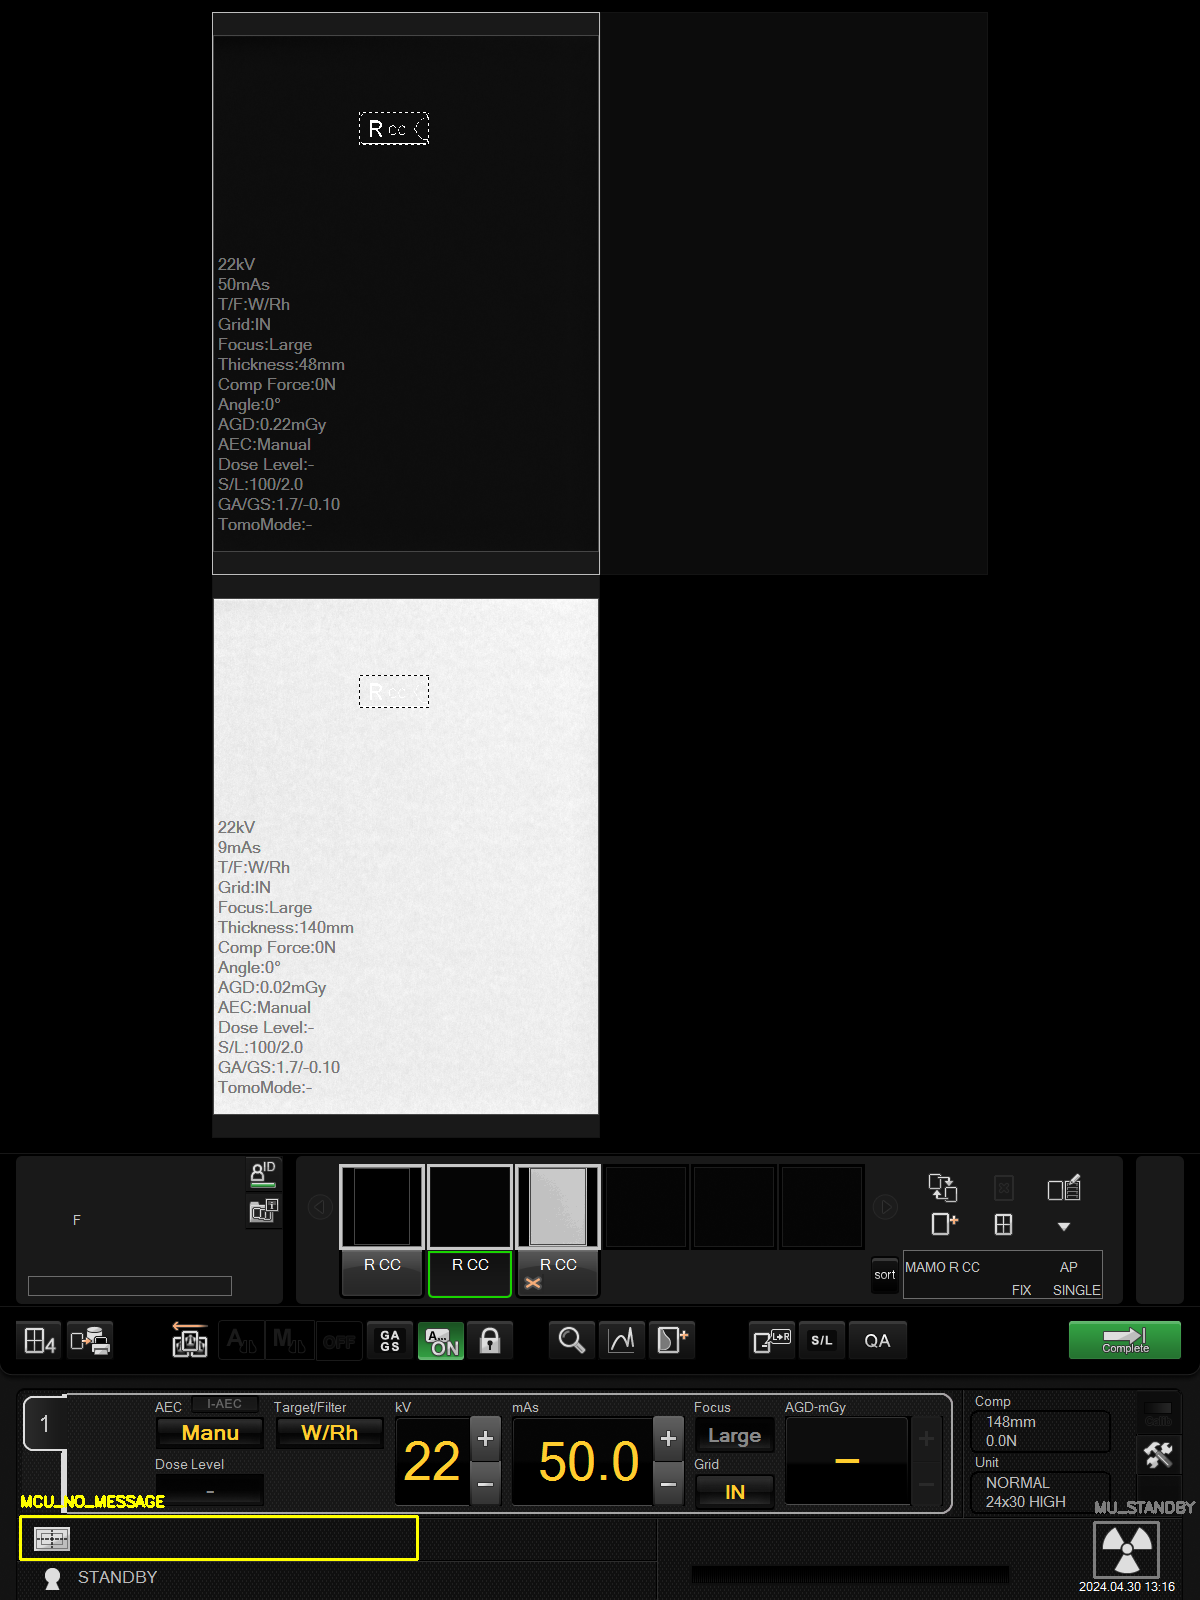 R CC
22kV
50mAs
T/F:W/Rh
Grid:IN
Focus:Large
Thickness:48mm
Comp Force:0N
Angle:0°
AGD:0.22mGy
AEC:Manual
Dose Level:-
S/L:100/2.0
GA/GS:1.7/-0.10
TomoMode:-
R CC
22kV
9mAs
T/F:W/Rh
Grid:IN
Focus:Large
Thickness:140mm
Comp Force:0N
Angle:0°
AGD:0.02mGy
AEC:Manual
Dose Level:-
S/L:100/2.0
GA/GS:1.7/-0.10
TomoMode:-
ID
F
R CC
R CC
R CC
sort
MAMO R CC AP
FIX SINGLE
4
A
M
OFF
GA
GS
A...
ON
L↔R
S/L
QA
Complete
1
AEC
I-AEC
Manu
Dose Level
-
Target/Filter
W/Rh
kV
22
+
-
mAs
50.0
+
-
Focus
Large
Grid
IN
AGD-mGy
-
+
-
Comp
148mm
0.0N
Unit
NORMAL
24x30 HIGH
MCU_NO_MESSAGE
MU_STANDBY
STANDBY
2024.04.30 13:16